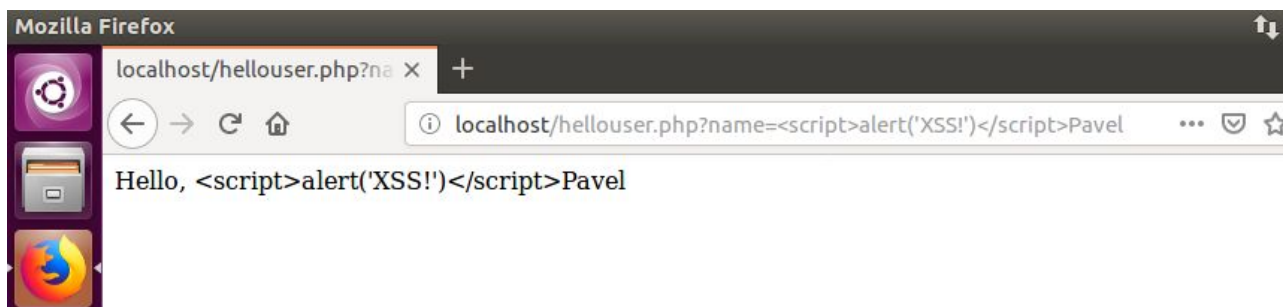 Mozilla Firefox
localhost/hellouser.php?na
localhost/hellouser.php?name=<script>alert('XSS!')</script>Pavel
Hello, <script>alert('XSS!')</script>Pavel